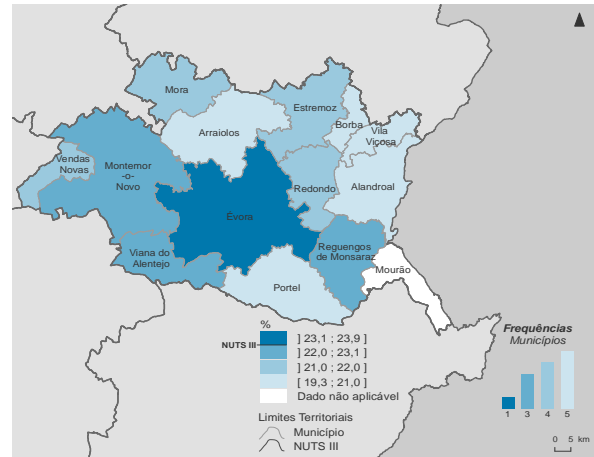 Mora
Estremoz
Borba
Arraiolos
Vila
Viçosa
Vendas
Novas
Montemor
-o-
Novo
Redondo
Alandroal
Évora
Reguengos
de Monsaraz
Viana do
Alentejo
Mourão
Portel
%
NUTS III
] 23,1 ; 23,9 ]
] 22,0 ; 23,1 ]
] 21,0 ; 22,0 ]
[ 19,3 ; 21,0 ]
Dado não aplicável
Limites Territoriais
Município
NUTS III
Frequências
Municípios
1 3 4 5
0 5 km